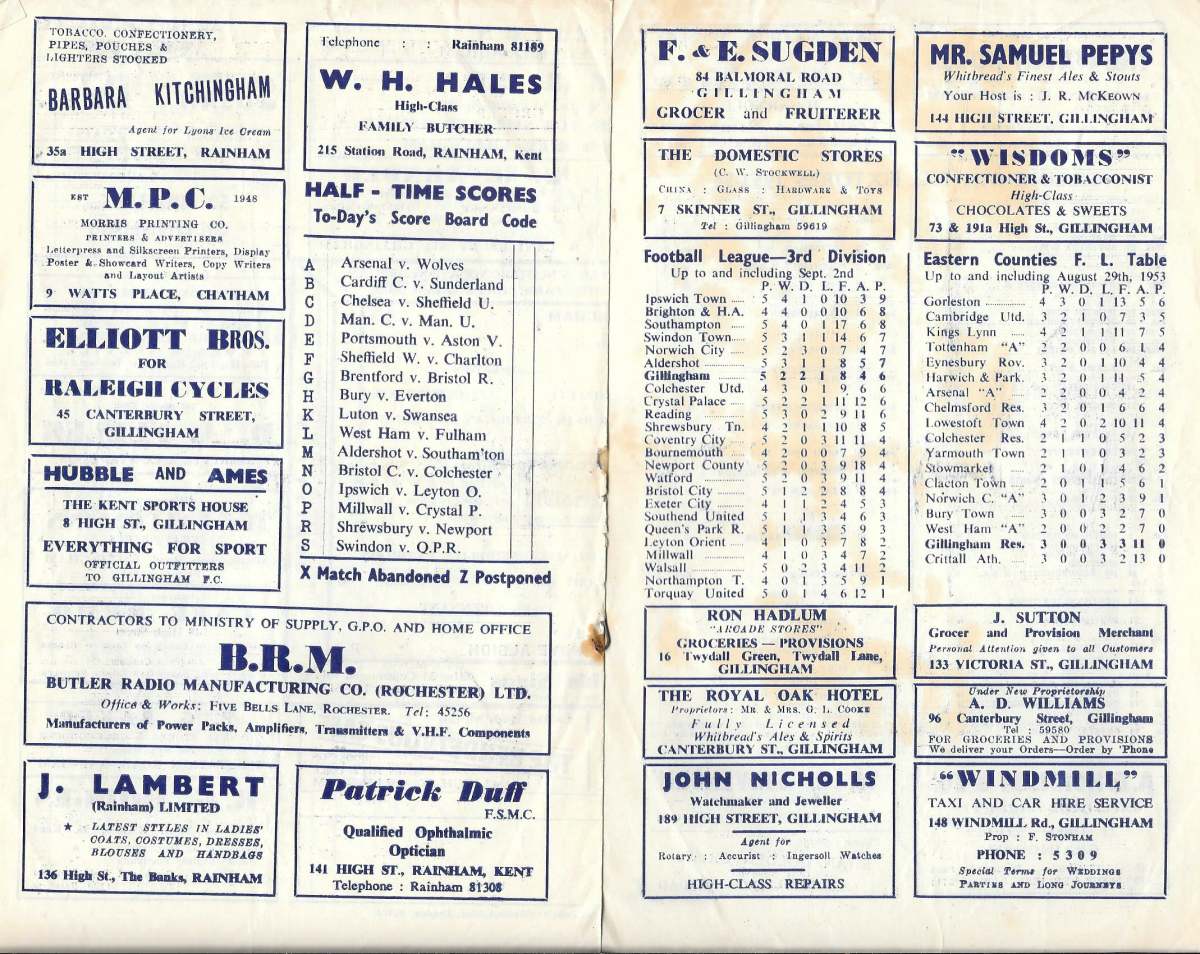 TOBACCO. CONFECTIONERY,
PIPES, POUCHES &
LIGHTERS STOCKED
BARBARA KITCHINGHAM
Agent for Lyons Ice Cream
35a HIGH STREET, RAINHAM
Telephone : : Rainham 81189
W. H. HALES
High-Class
FAMILY BUTCHER
215 Station Road, RAINHAM, Kent
EST M.P.C. 1948
MORRIS PRINTING CO.
PRINTERS & ADVERTISERS
Letterpress and Silkscreen Printers, Display
Poster & Showcard Writers, Copy Writers
and Layout Artists
9 WATTS PLACE, CHATHAM
ELLIOTT BROS.
FOR
RALEIGH CYCLES
45 CANTERBURY STREET,
GILLINGHAM
HUBBLE AND AMES
THE KENT SPORTS HOUSE
8 HIGH ST., GILLINGHAM
EVERYTHING FOR SPORT
OFFICIAL OUTFITTERS
TO GILLINGHAM F.C.
HALF - TIME SCORES
To-Day's Score Board Code
A Arsenal v. Wolves
B Cardiff C. v. Sunderland
C Chelsea v. Sheffield U.
D Man. C. v. Man. U.
E Portsmouth v. Aston V.
F Sheffield W. v. Charlton
G Brentford v. Bristol R.
H Bury v. Everton
K Luton v. Swansea
L West Ham v. Fulham
M Aldershot v. Southam'ton
N Bristol C. v. Colchester
O Ipswich v. Leyton O.
P Millwall v. Crystal P.
R Shrewsbury v. Newport
S Swindon v. Q.P.R.
X Match Abandoned Z Postponed
CONTRACTORS TO MINISTRY OF SUPPLY, G.P.O. AND HOME OFFICE
B.R.M.
BUTLER RADIO MANUFACTURING CO. (ROCHESTER) LTD.
Office & Works: FIVE BELLS LANE, ROCHESTER. Tel: 45256
Manufacturers of Power Packs, Amplifiers, Transmitters & V.H.F. Components
J. LAMBERT
(Rainham) LIMITED
★ LATEST STYLES IN LADIES'
COATS, COSTUMES, DRESSES,
BLOUSES AND HANDBAGS
136 High St., The Banks, RAINHAM
Patrick Duff
F.S.M.C.
Qualified Ophthalmic
Optician
141 HIGH ST., RAINHAM, KENT
Telephone : Rainham 81308
F. & E. SUGDEN
84 BALMORAL ROAD
GILLINGHAM
GROCER and FRUITERER
MR. SAMUEL PEPYS
Whitbread's Finest Ales & Stouts
Your Host is : J. R. MCKEOWN
144 HIGH STREET, GILLINGHAM
THE DOMESTIC STORES
(C. W. STOCKWELL)
CHINA : GLASS : HARDWARE & TOYS
7 SKINNER ST., GILLINGHAM
Tel : Gillingham 59619
"WISDOMS"
CONFECTIONER & TOBACCONIST
High-Class
CHOCOLATES & SWEETS
73 & 191a High St., GILLINGHAM
Football League—3rd Division
Up to and including Sept. 2nd
P. W. D. L. F. A. P.
Ipswich Town 5 4 1 0 10 3 9
Brighton & H.A. 4 4 0 0 10 6 8
Southampton 5 4 0 1 17 6 8
Swindon Town 5 3 1 1 14 6 7
Norwich City 5 2 3 0 7 4 7
Aldershot 5 3 1 1 8 5 7
Gillingham 5 2 2 1 8 4 6
Colchester Utd. 4 3 0 1 9 6 6
Crystal Palace 5 2 2 1 11 12 6
Reading 5 3 0 2 9 11 6
Shrewsbury Tn. 4 2 1 1 10 8 5
Coventry City 5 2 0 3 11 11 4
Bournemouth 4 2 0 0 7 9 4
Newport County 5 2 0 3 9 18 4
Watford 5 2 0 3 9 11 4
Bristol City 5 1 2 2 8 8 4
Exeter City 4 1 1 2 4 5 3
Southend United 5 1 1 3 4 6 3
Queen's Park R. 5 1 1 3 5 9 3
Leyton Orient 4 1 0 3 7 8 2
Millwall 4 1 0 3 4 7 2
Walsall 5 0 2 3 4 11 2
Northampton T. 4 0 1 3 5 9 1
Torquay United 5 0 1 4 6 12 1
Eastern Counties F. L. Table
Up to and including August 29th, 1953
P. W. D. L. F. A. P.
Gorleston 4 3 0 1 13 5 6
Cambridge Utd. 3 2 1 0 7 3 5
Kings Lynn 4 2 1 1 11 7 5
Tottenham "A" 2 2 0 0 6 1 4
Eynesbury Rov. 3 2 0 1 10 4 4
Harwich & Park. 3 2 0 1 11 5 4
Arsenal "A" 2 2 0 0 4 2 4
Chelmsford Res. 3 2 0 1 6 6 4
Lowestoft Town 4 2 0 2 10 11 4
Colchester Res. 2 1 1 0 5 2 3
Yarmouth Town 2 1 1 0 3 2 3
Stowmarket 2 1 0 1 4 6 2
Clacton Town 2 0 1 1 5 6 1
Norwich C. "A" 3 0 1 2 3 9 1
Bury Town 3 0 0 3 2 7 0
West Ham "A" 2 0 0 2 2 7 0
Gillingham Res. 3 0 0 3 3 11 0
Crittall Ath. 3 0 0 3 2 13 0
RON HADLUM
"ARCADE STORES"
GROCERIES — PROVISIONS
16 Twydall Green, Twydall Lane,
GILLINGHAM
J. SUTTON
Grocer and Provision Merchant
Personal Attention given to all Customers
133 VICTORIA ST., GILLINGHAM
THE ROYAL OAK HOTEL
Proprietors: MR. & MRS. G. L. COOKE
Fully Licensed
Whitbread's Ales & Spirits
CANTERBURY ST., GILLINGHAM
Under New Proprietorship
A. D. WILLIAMS
96 Canterbury Street, Gillingham
Tel : 59580
FOR GROCERIES AND PROVISIONS
We deliver your Orders—Order by 'Phone
JOHN NICHOLLS
Watchmaker and Jeweller
189 HIGH STREET, GILLINGHAM
Agent for
Rotary : Accurist : Ingersoll Watches
HIGH-CLASS REPAIRS
"WINDMILL"
TAXI AND CAR HIRE SERVICE
148 WINDMILL Rd., GILLINGHAM
Prop : F. STONHAM
PHONE : 5309
Special Terms for WEDDINGS
PARTIES AND LONG JOURNEYS